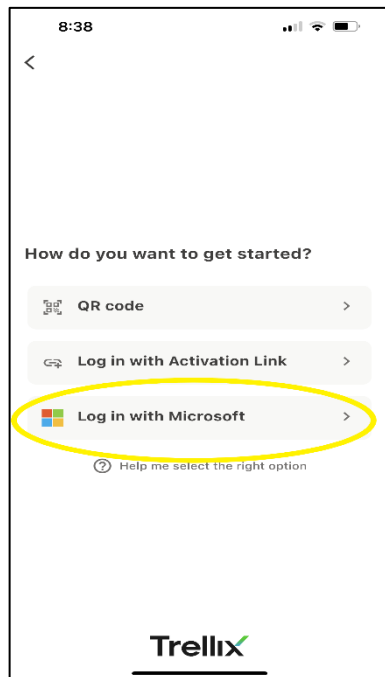 8:38
How do you want to get started?
QR code
Log in with Activation Link
Log in with Microsoft
Help me select the right option
Trellix